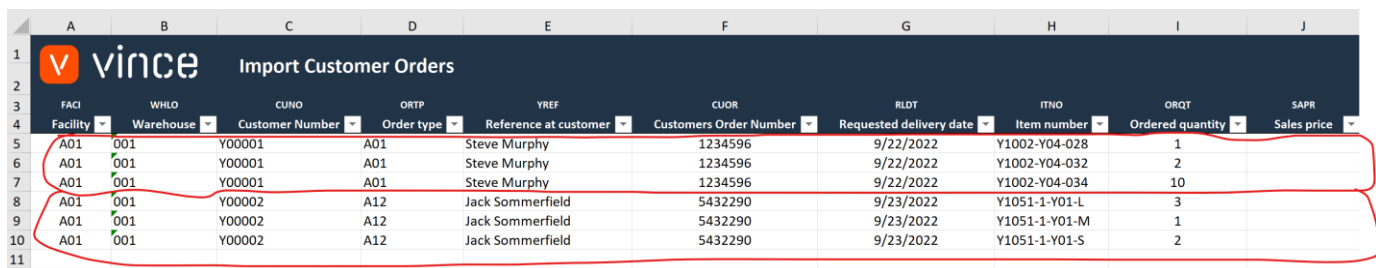 A B C D E F G H I J
1 vince Import Customer Orders
2
3 FACI WHLO CUNO ORTP YREF CUOR RLDT ITNO ORQT SAPR
4 Facility Warehouse Customer Number Order type Reference at customer Customers Order Number Requested delivery date Item number Ordered quantity Sales price
5 A01 001 Y00001 A01 Steve Murphy 1234596 9/22/2022 Y1002-Y04-028 1
6 A01 001 Y00001 A01 Steve Murphy 1234596 9/22/2022 Y1002-Y04-032 2
7 A01 001 Y00001 A01 Steve Murphy 1234596 9/22/2022 Y1002-Y04-034 10
8 A01 001 Y00002 A12 Jack Sommerfield 5432290 9/23/2022 Y1051-1-Y01-L 3
9 A01 001 Y00002 A12 Jack Sommerfield 5432290 9/23/2022 Y1051-1-Y01-M 1
10 A01 001 Y00002 A12 Jack Sommerfield 5432290 9/23/2022 Y1051-1-Y01-S 2
11